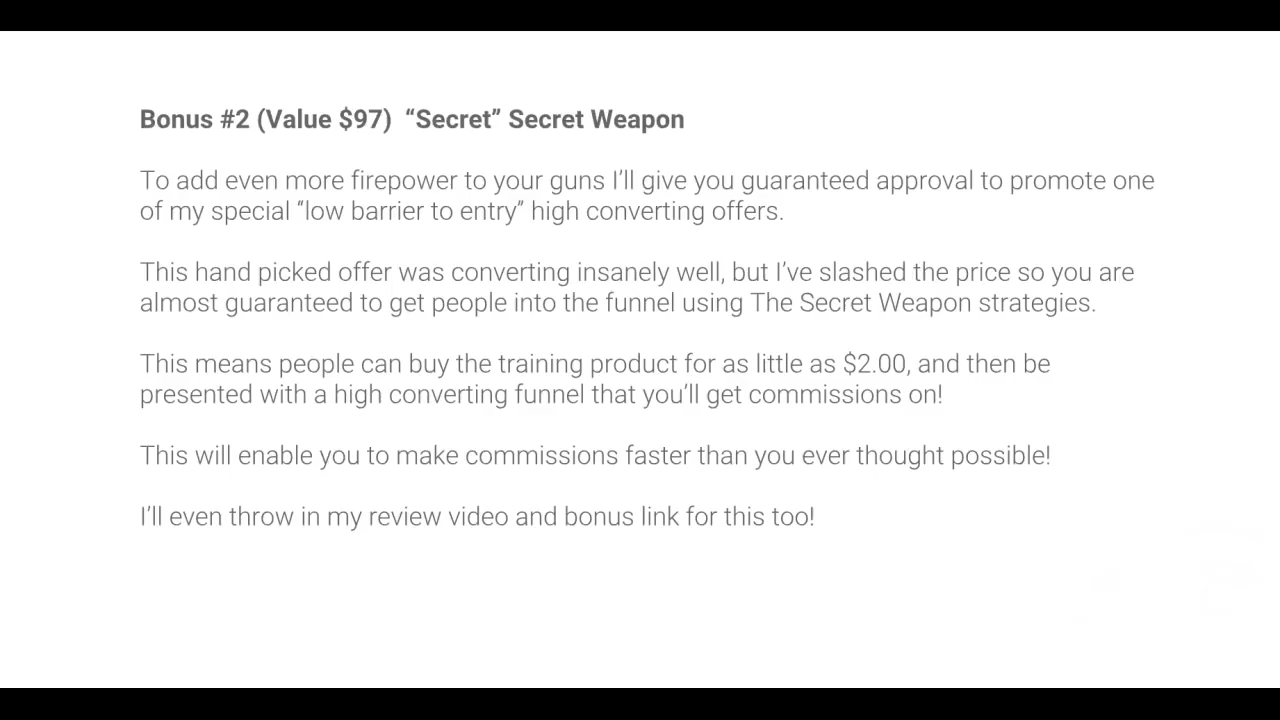 Bonus #2 (Value $97)  “Secret” Secret Weapon
To add even more firepower to your guns I’ll give you guaranteed approval to promote one
of my special “low barrier to entry” high converting offers.
This hand picked offer was converting insanely well, but I’ve slashed the price so you are
almost guaranteed to get people into the funnel using The Secret Weapon strategies.
This means people can buy the training product for as little as $2.00, and then be
presented with a high converting funnel that you’ll get commissions on!
This will enable you to make commissions faster than you ever thought possible!
I’ll even throw in my review video and bonus link for this too!